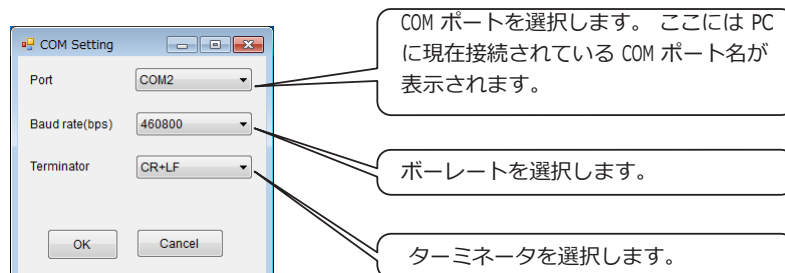 COM Setting
Port
COM2
Baud rate(bps)
460800
Terminator
CR+LF
OK
Cancel
COM ポートを選択します。 ここには PC
に現在接続されている COM ポート名が
表示されます。
ボーレートを選択します。
ターミネータを選択します。